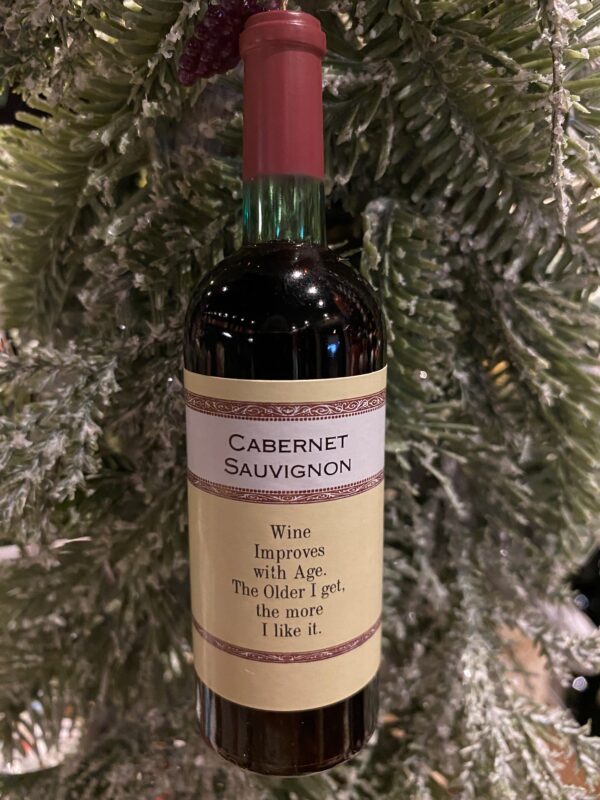 CABERNET
SAUVIGNON
Wine
Improves
with Age.
The Older I get,
the more
I like it.